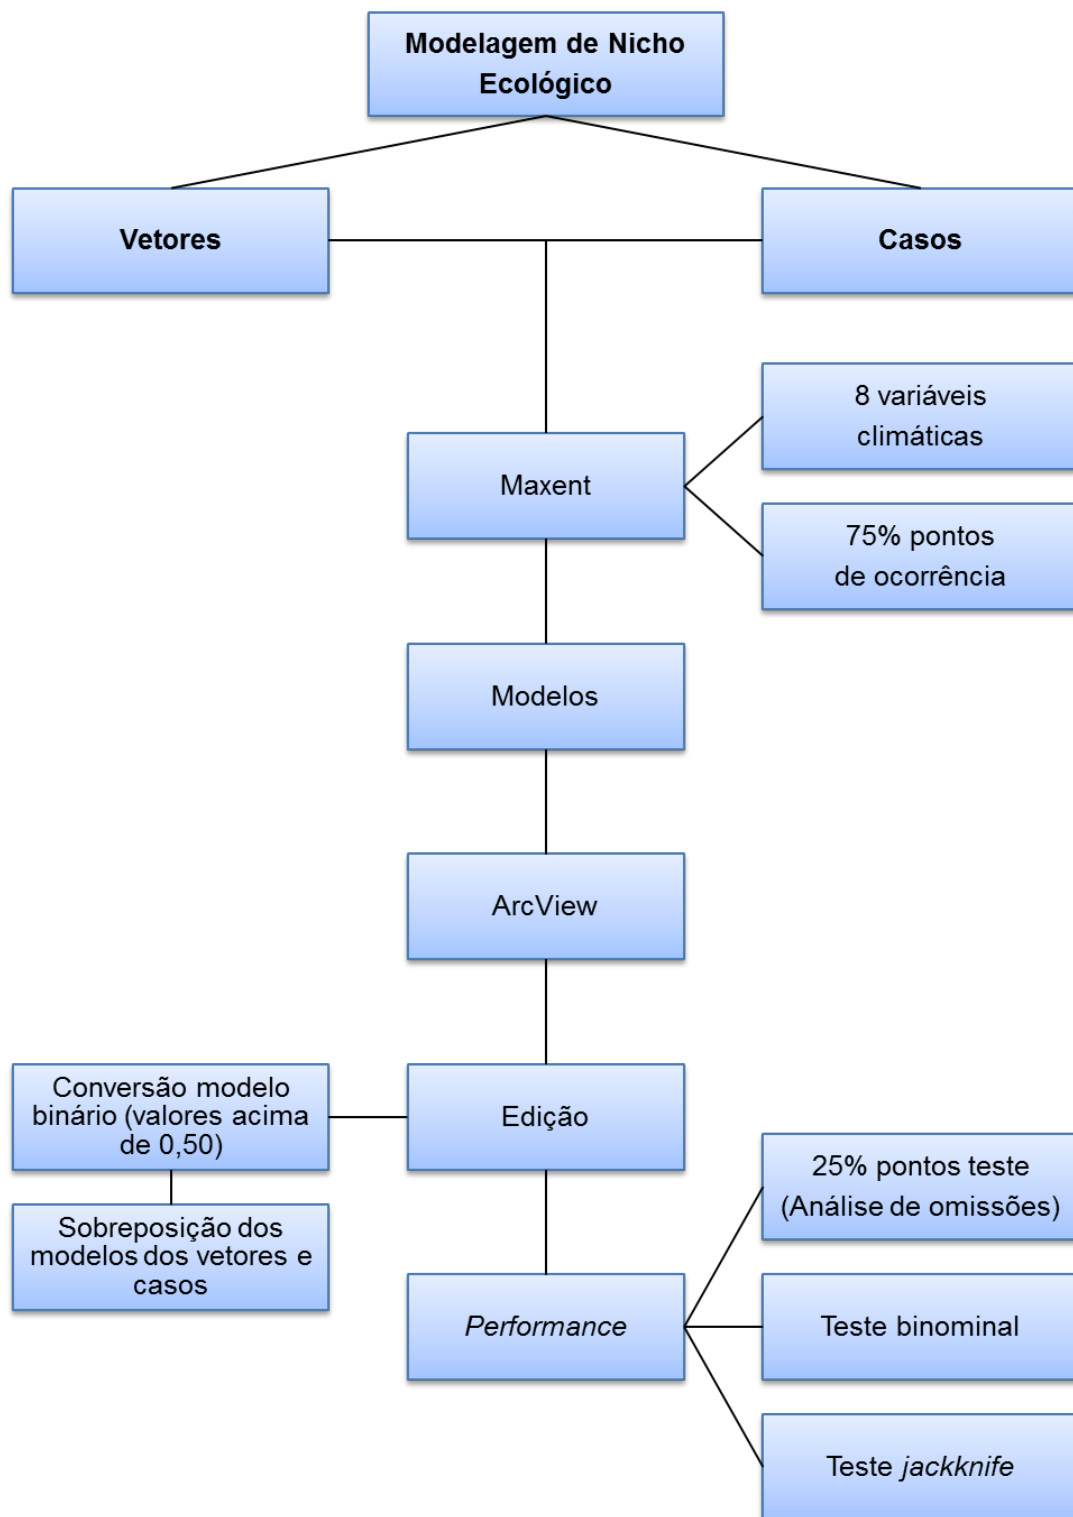 Modelagem de Nicho
Ecológico
Vetores
Casos
8 variáveis
climáticas
Maxent
75% pontos
de ocorrência
Modelos
ArcView
Conversão modelo
binário (valores acima
de 0,50)
Edição
Sobreposição dos
modelos dos vetores e
casos
25% pontos teste
(Análise de omissões)
Performance
Teste binominal
Teste jackknife